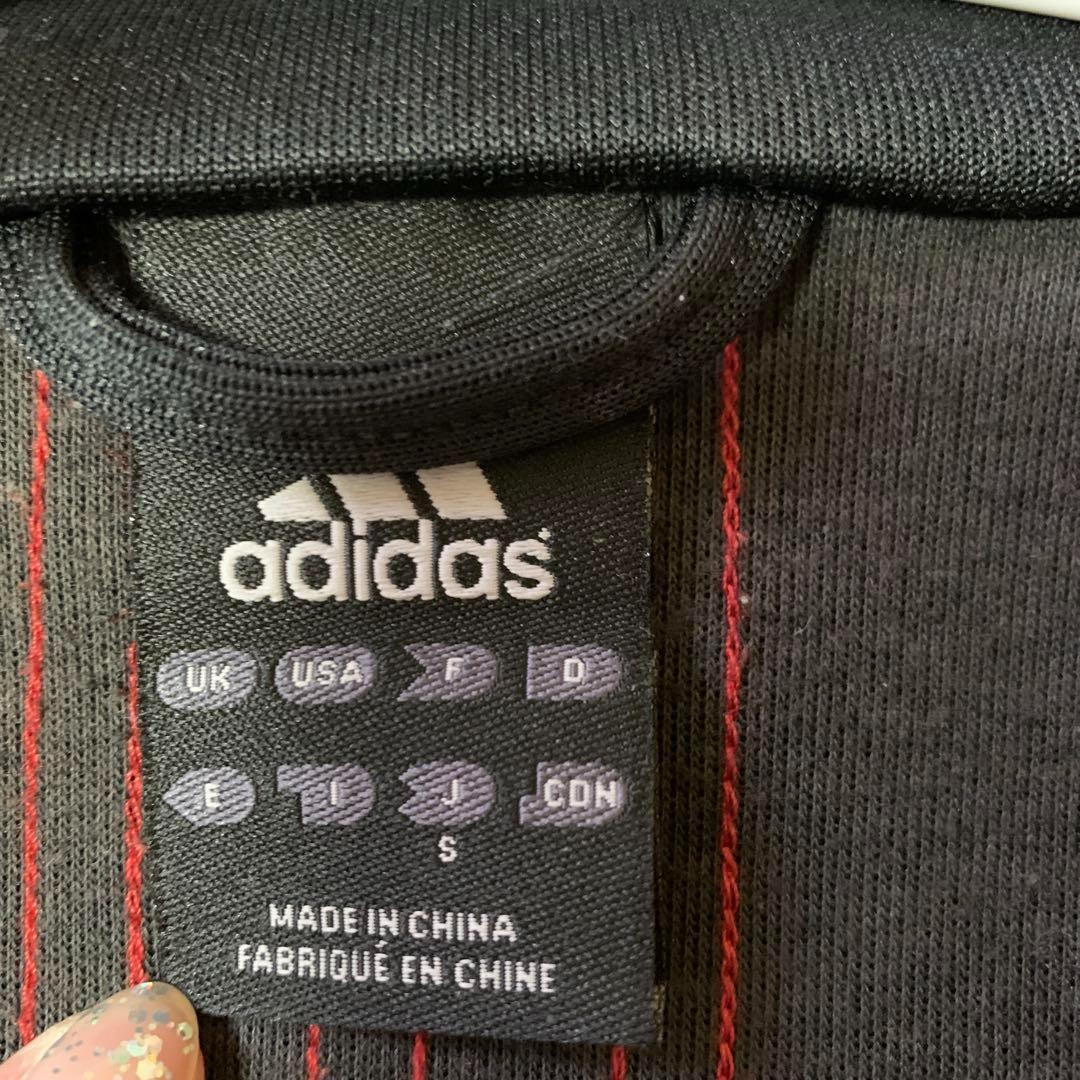 adidas
UK USA F D
E I J CDN
S
MADE IN CHINA
FABRIQUÉ EN CHINE